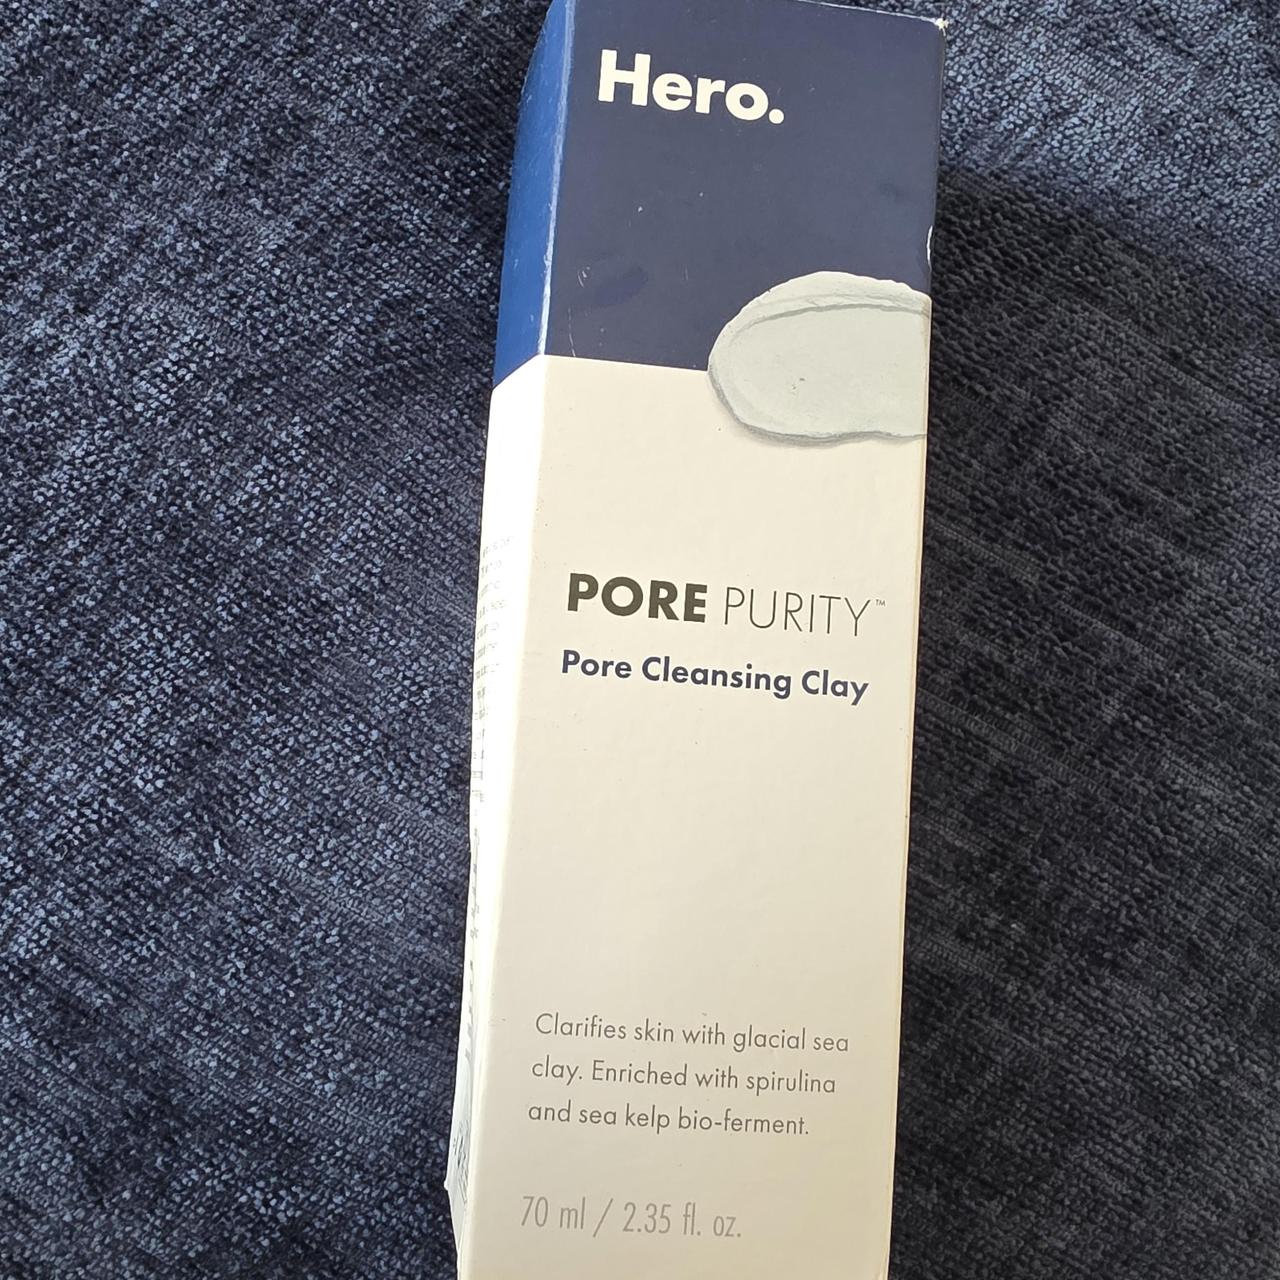 Hero.
PORE PURITY™
Pore Cleansing Clay
Clarifies skin with glacial sea
clay. Enriched with spirulina
and sea kelp bio-ferment.
70 ml / 2.35 fl. oz.